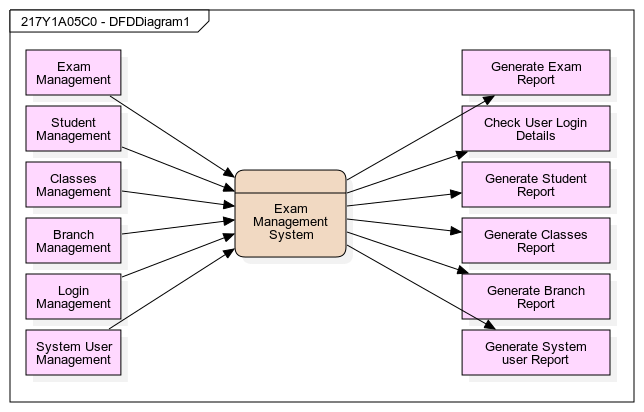 217Y1A05C0 - DFDDiagram1
Exam
Management
Student
Management
Classes
Management
Branch
Management
Login
Management
System User
Management
Exam
Management
System
Generate Exam
Report
Check User Login
Details
Generate Student
Report
Generate Classes
Report
Generate Branch
Report
Generate System
user Report